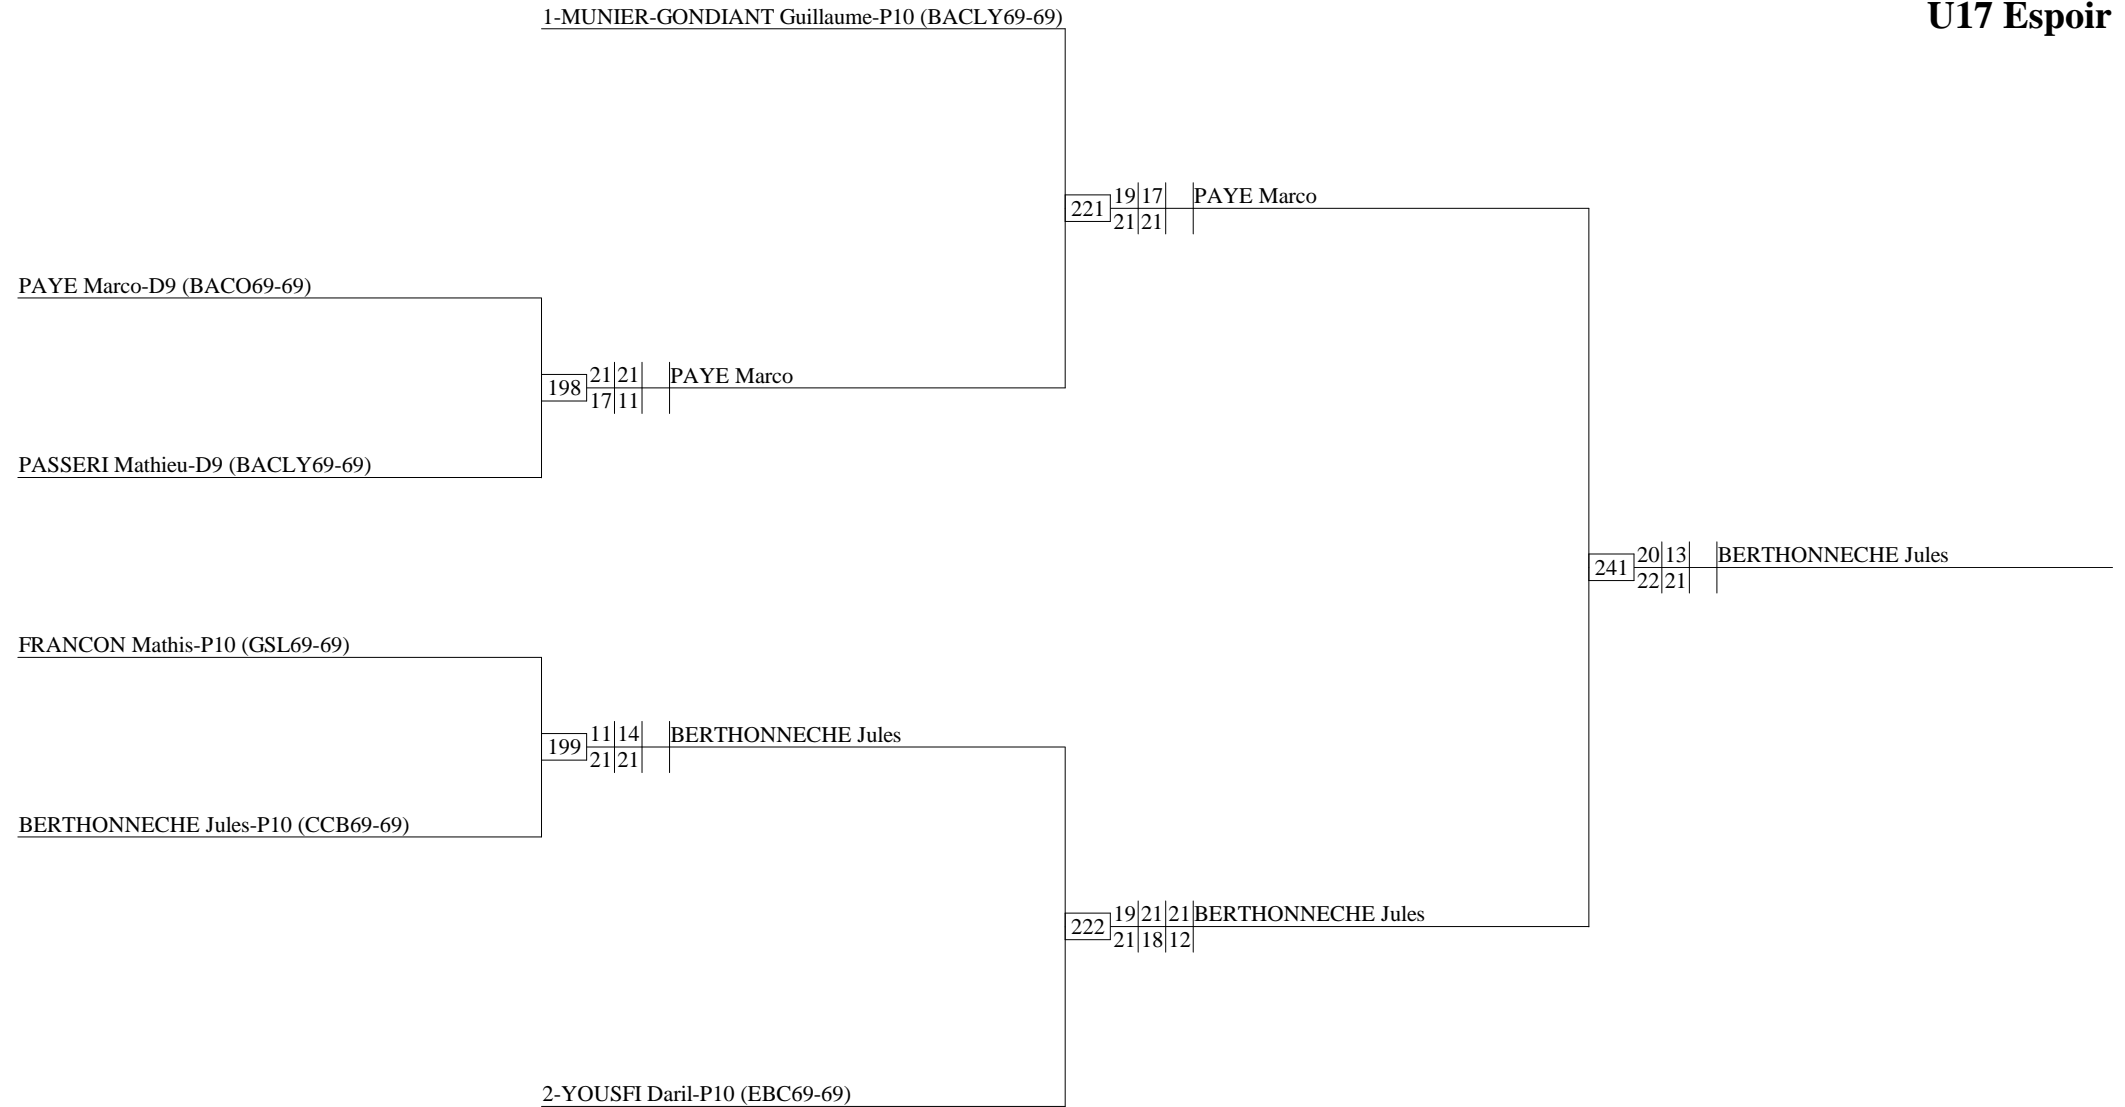 U17 Espoir
1-MUNIER-GONDIANT Guillaume-P10 (BACLY69-69)
221 19 17 PAYE Marco
21 21
PAYE Marco-D9 (BACO69-69)
198 21 21 PAYE Marco
17 11
PASSERI Mathieu-D9 (BACLY69-69)
241 20 13 BERTHONNECHE Jules
22 21
FRANCON Mathis-P10 (GSL69-69)
199 11 14 BERTHONNECHE Jules
21 21
BERTHONNECHE Jules-P10 (CCB69-69)
222 19 21 21 BERTHONNECHE Jules
21 18 12
2-YOUSFI Daril-P10 (EBC69-69)